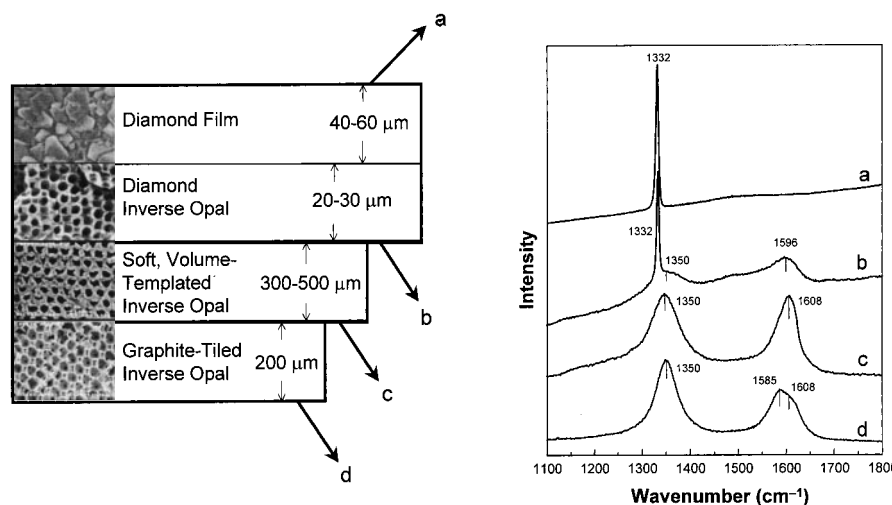 a
Diamond Film
40-60 μm
Diamond
Inverse Opal
20-30 μm
Soft, Volume-
Templated
Inverse Opal
300-500 μm
b
Graphite-Tiled
Inverse Opal
200 μm
c
d
1332
a
1332
1350
1596
b
1350
1608
c
1350
1585
1608
d
Intensity
1100 1200 1300 1400 1500 1600 1700 1800
Wavenumber (cm⁻¹)